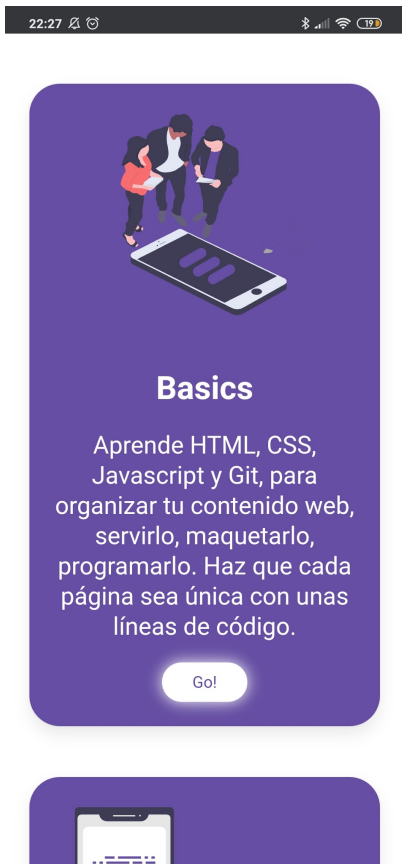 22:27
19
Basics
Aprende HTML, CSS,
Javascript y Git, para
organizar tu contenido web,
servirlo, maquetarlo,
programarlo. Haz que cada
página sea única con unas
líneas de código.
Go!